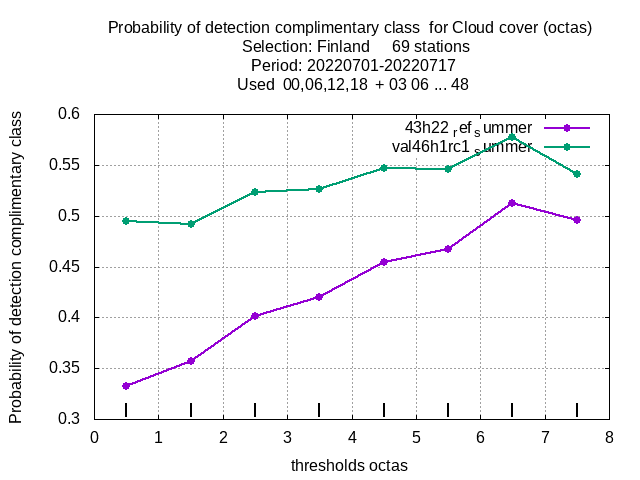 Probability of detection complimentary class  for Cloud cover (octas)
Selection: Finland     69 stations
Period: 20220701-20220717
Used  00,06,12,18  + 03 06 ... 48
Probability of detection complimentary class
0.6
0.55
0.5
0.45
0.4
0.35
0.3
43h22 ref summer
val46h1rc1 summer
0 1 2 3 4 5 6 7 8
thresholds octas